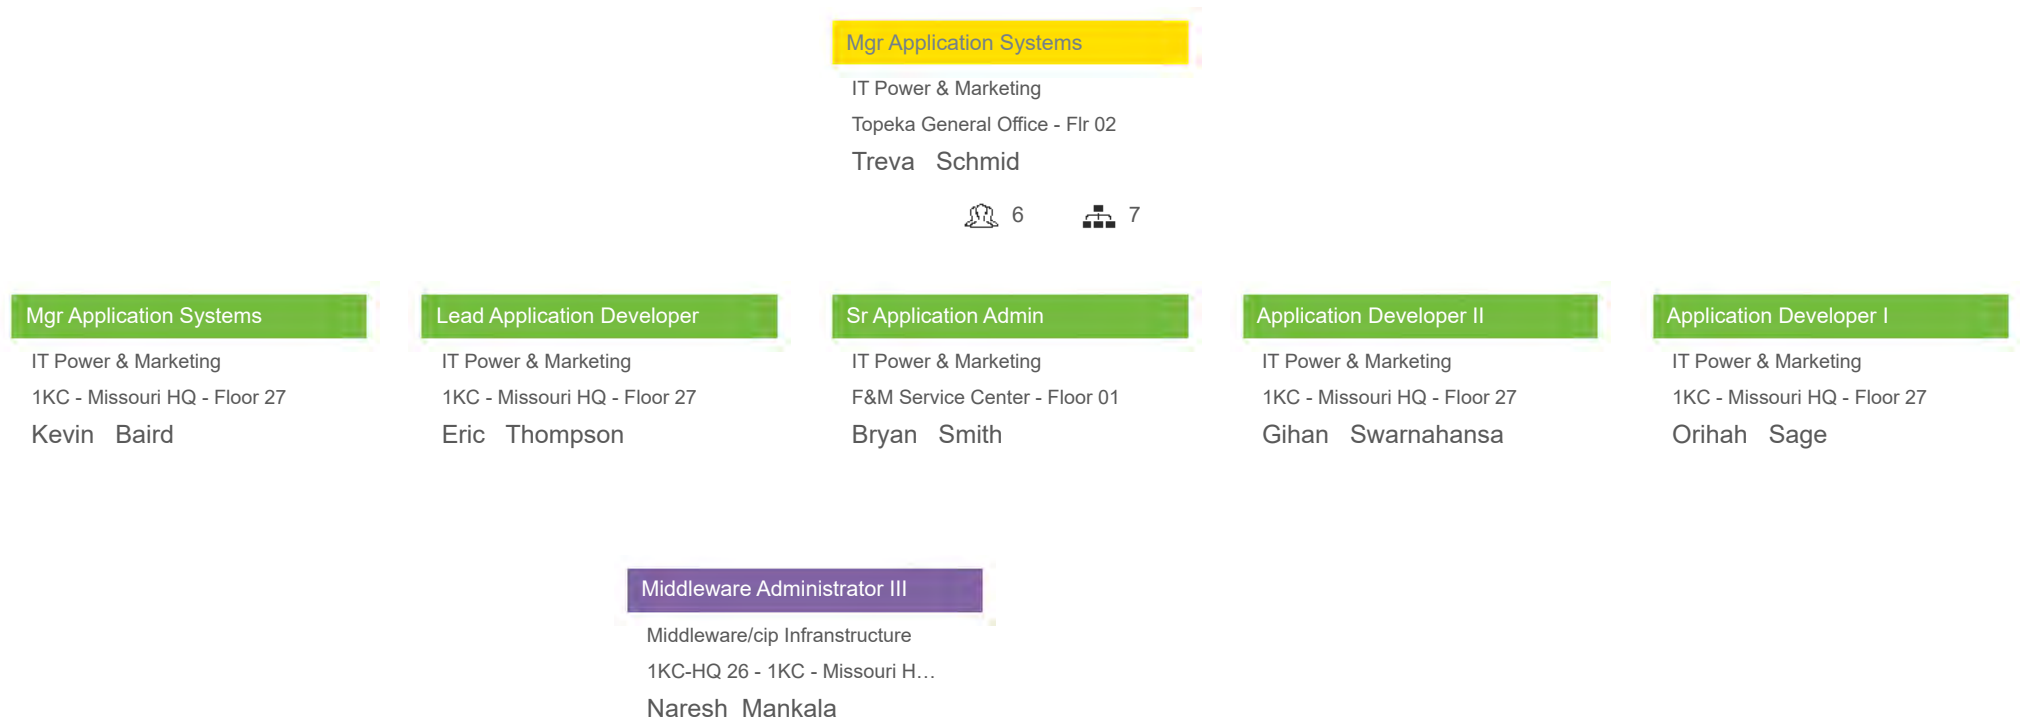 Mgr Application Systems
IT Power & Marketing
Topeka General Office - Flr 02
Treva Schmid
6 7
Mgr Application Systems
IT Power & Marketing
1KC - Missouri HQ - Floor 27
Kevin Baird
Lead Application Developer
IT Power & Marketing
1KC - Missouri HQ - Floor 27
Eric Thompson
Sr Application Admin
IT Power & Marketing
F&M Service Center - Floor 01
Bryan Smith
Application Developer II
IT Power & Marketing
1KC - Missouri HQ - Floor 27
Gihan Swarnahansa
Application Developer I
IT Power & Marketing
1KC - Missouri HQ - Floor 27
Orihah Sage
Middleware Administrator III
Middleware/cip Infranstructure
1KC-HQ 26 - 1KC - Missouri H…
Naresh Mankala